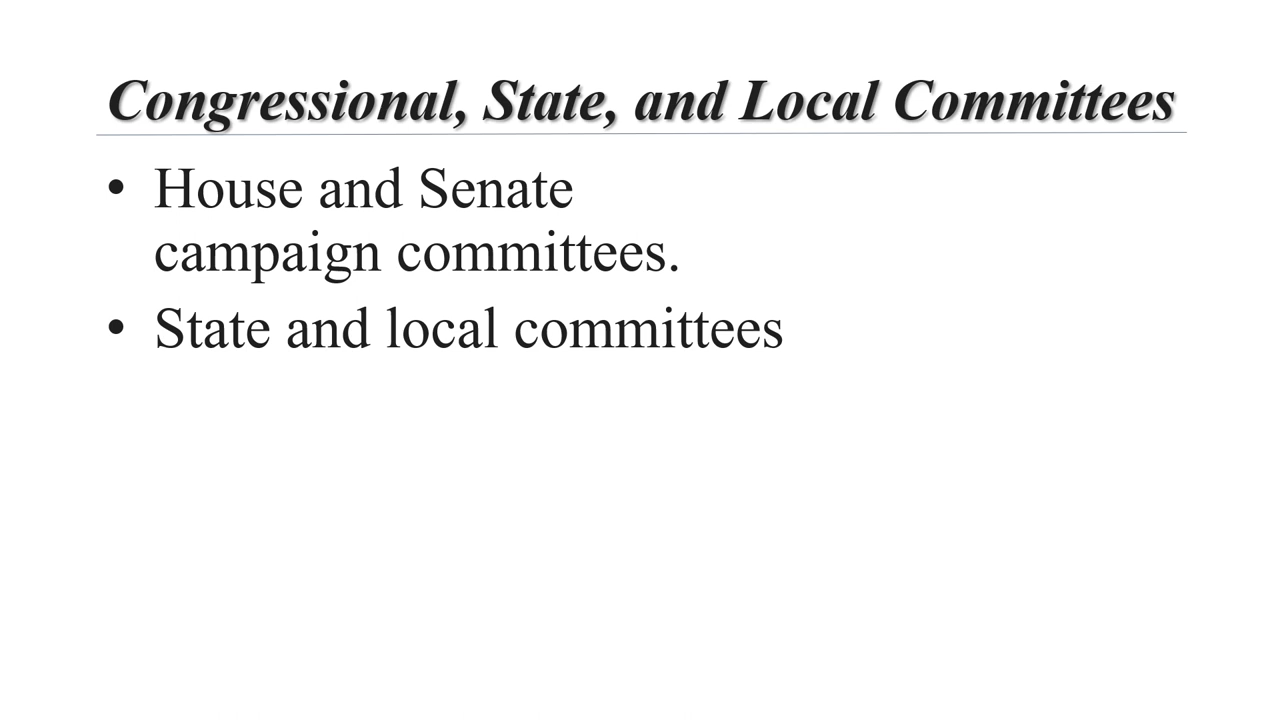 Congressional, State, and Local Committees
• House and Senate
campaign committees.
• State and local committees